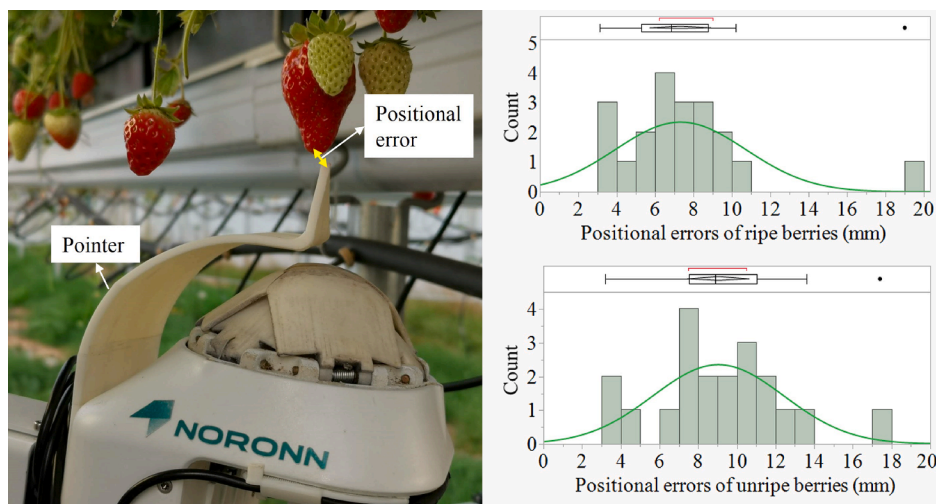 Positional
error
Pointer
NORONN
5
4
3
2
1
0
Count
0 2 4 6 8 10 12 14 16 18 20
Positional errors of ripe berries (mm)
4
3
2
1
0
Count
0 2 4 6 8 10 12 14 16 18 20
Positional errors of unripe berries (mm)